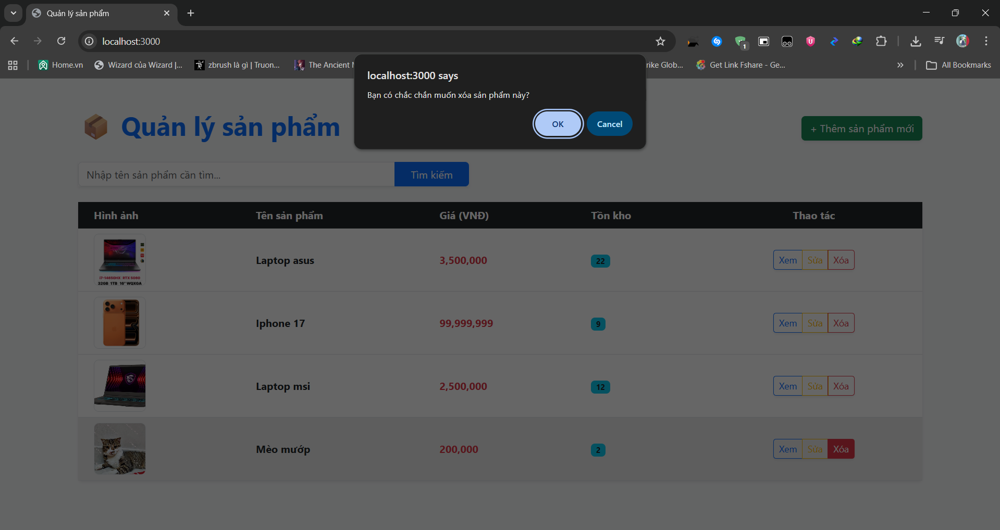 Quản lý sản phẩm
localhost:3000
1
Home.vn
Wizard của Wizard |...
zbrush là gì | Truon...
The Ancient
rike Glob...
Get Link Fshare - Ge...
All Bookmarks
localhost:3000 says
Bạn có chắc chắn muốn xóa sản phẩm này?
OK
Cancel
Quản lý sản phẩm
+ Thêm sản phẩm mới
Nhập tên sản phẩm cần tìm...
Tìm kiếm
Hình ảnh Tên sản phẩm Giá (VNĐ) Tồn kho Thao tác
i7-14650HX RTX 5060
32GB 1TB 16" WQXGA
Laptop asus 3,500,000 22 Xem Sửa Xóa
Iphone 17 99,999,999 9 Xem Sửa Xóa
Laptop msi 2,500,000 12 Xem Sửa Xóa
Mèo mướp 200,000 2 Xem Sửa Xóa